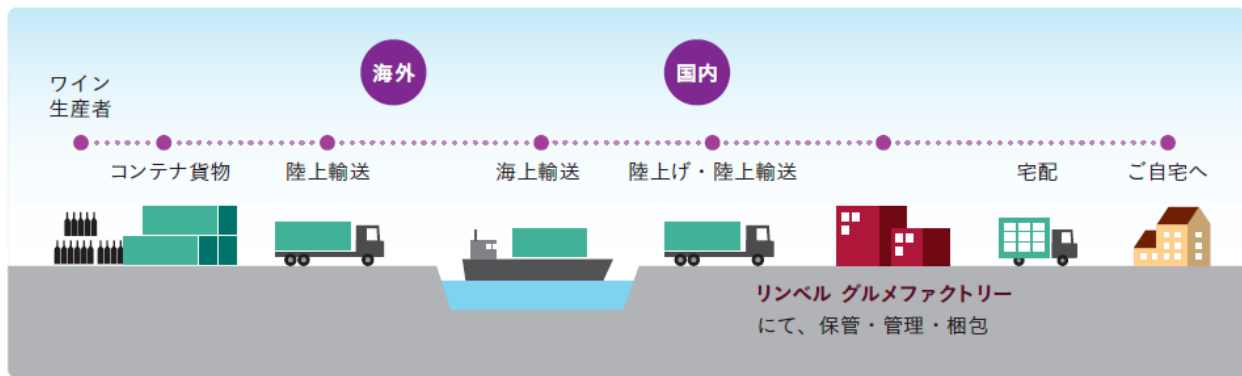 海外
国内
ワイン
生産者
コンテナ貨物
陸上輸送
海上輸送
陸上げ・陸上輸送
宅配
ご自宅へ
リンベル グルメファクトリー
にて、保管・管理・梱包